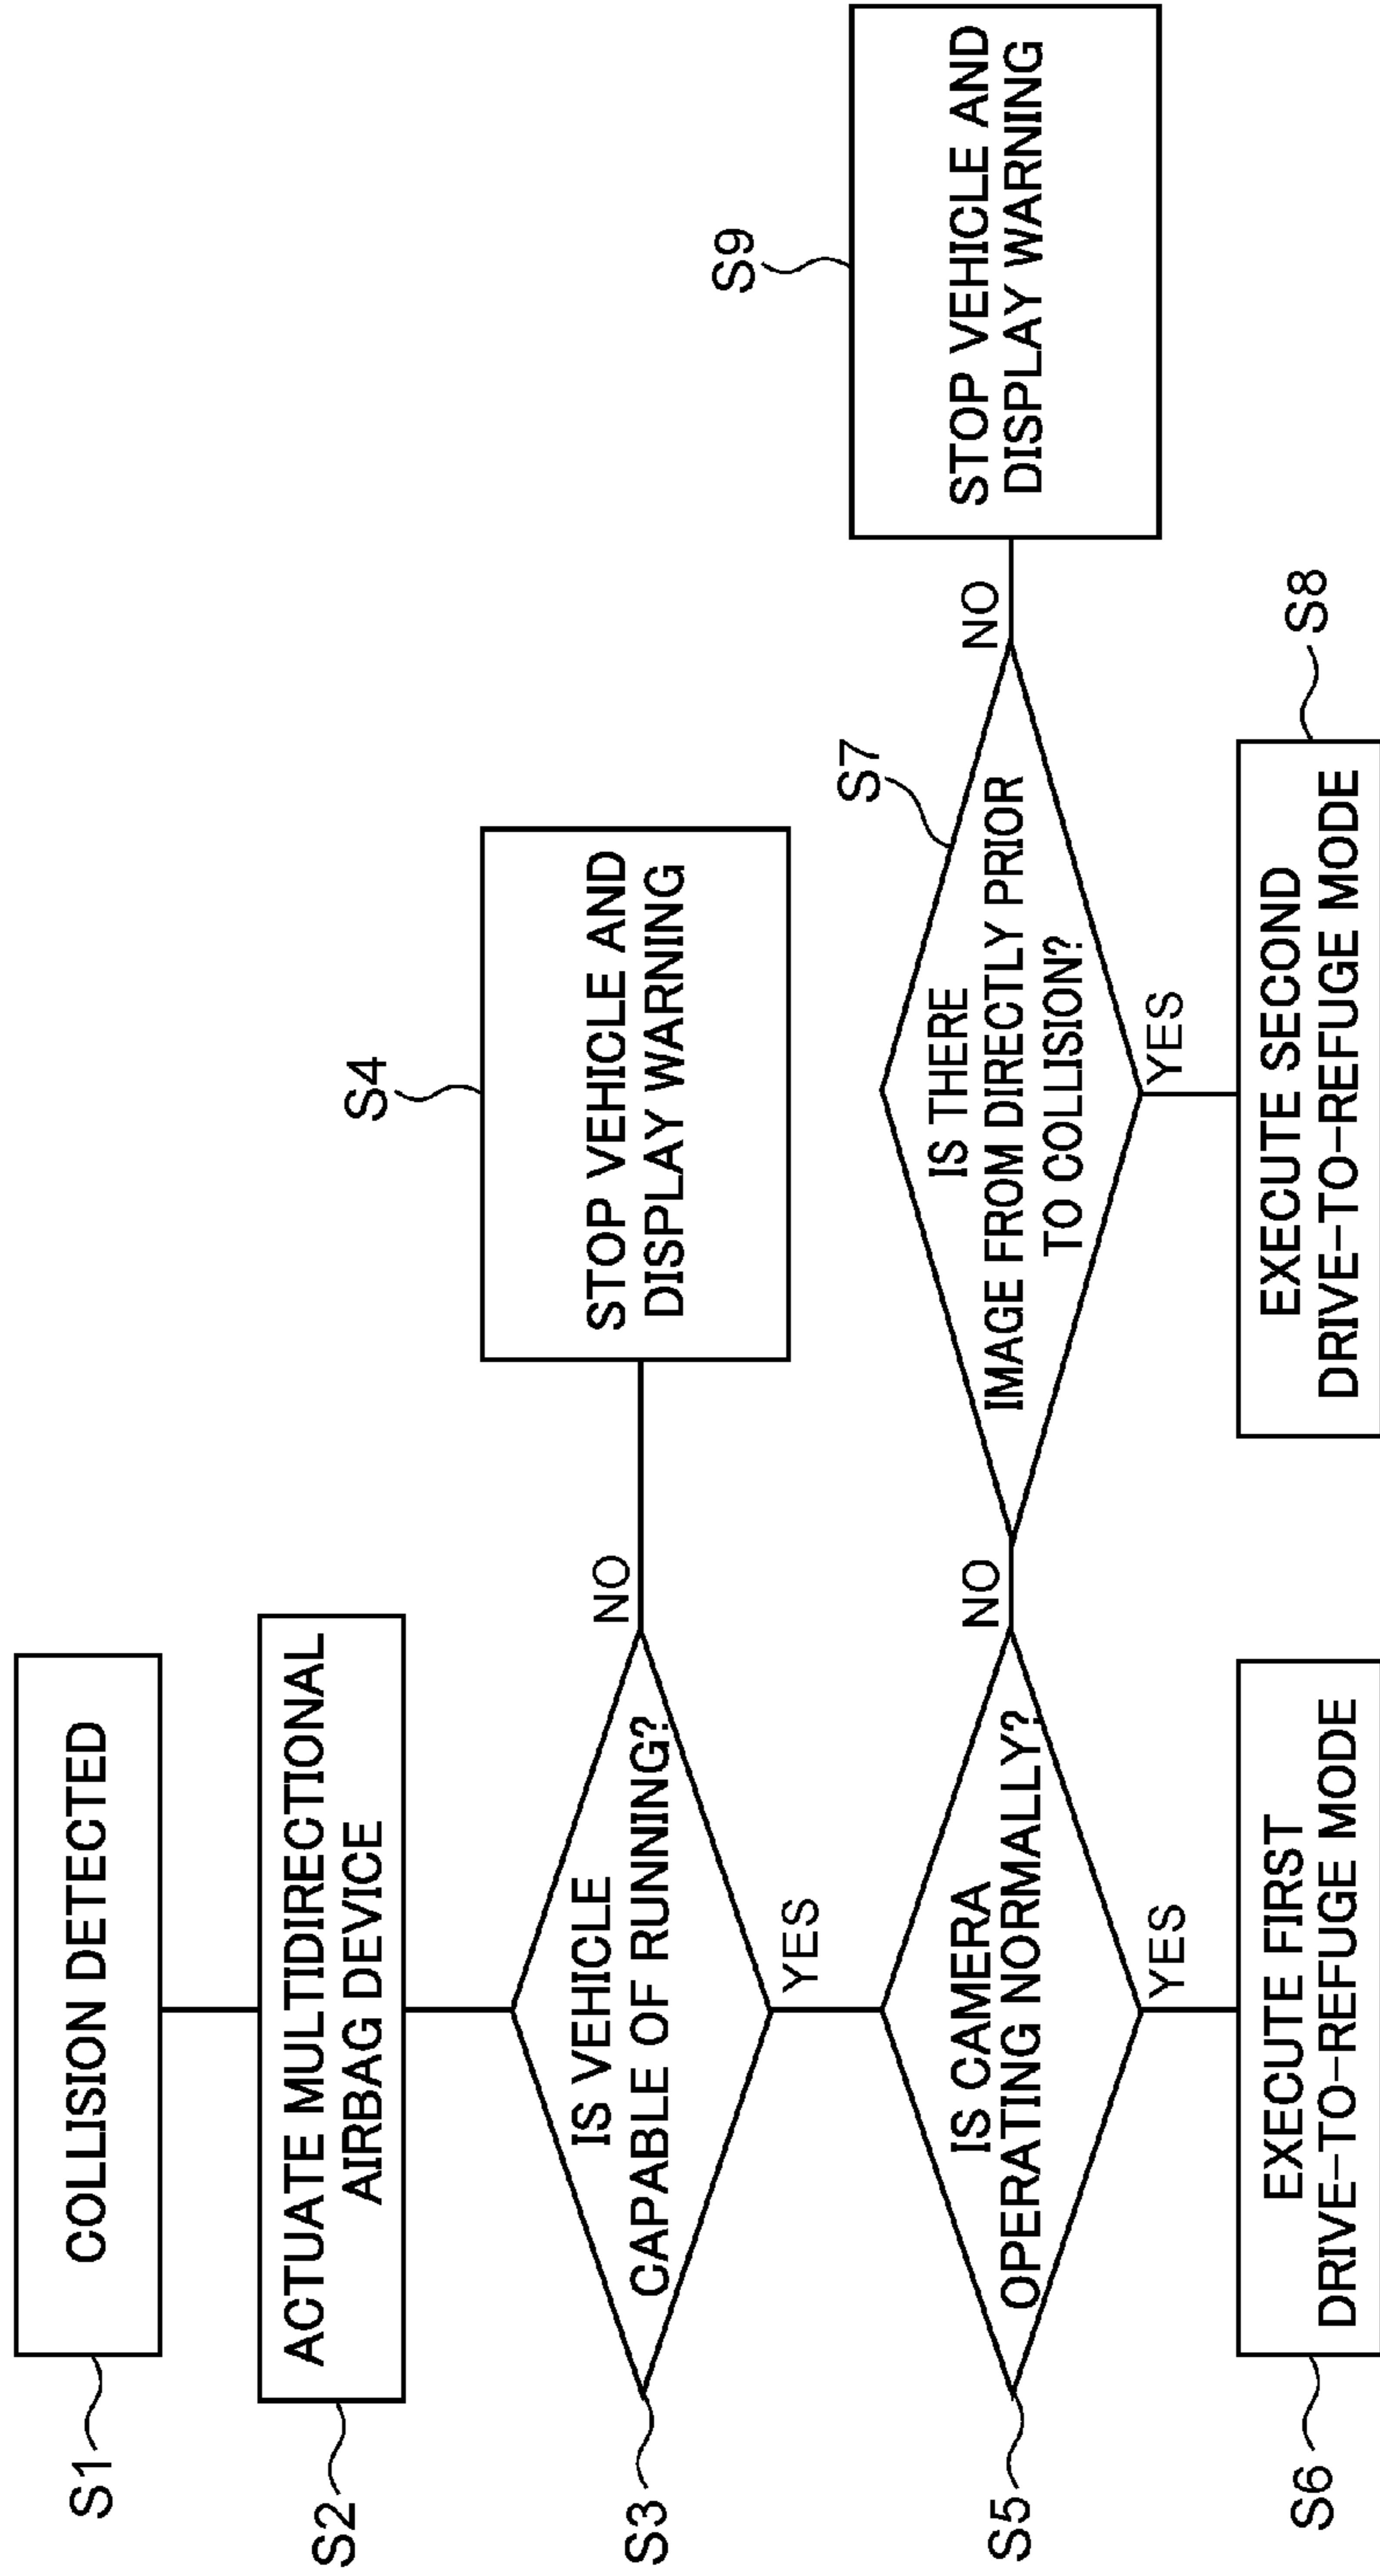 S1
COLLISION DETECTED
S2
ACTUATE MULTIDIRECTIONAL
AIRBAG DEVICE
S3
IS VEHICLE
CAPABLE OF RUNNING?
NO
YES
S4
STOP VEHICLE AND
DISPLAY WARNING
S5
IS CAMERA
OPERATING NORMALLY?
NO
YES
S6
EXECUTE FIRST
DRIVE-TO-REFUGE MODE
S7
IS THERE
IMAGE FROM DIRECTLY PRIOR
TO COLLISION?
NO
YES
S8
EXECUTE SECOND
DRIVE-TO-REFUGE MODE
S9
STOP VEHICLE AND
DISPLAY WARNING